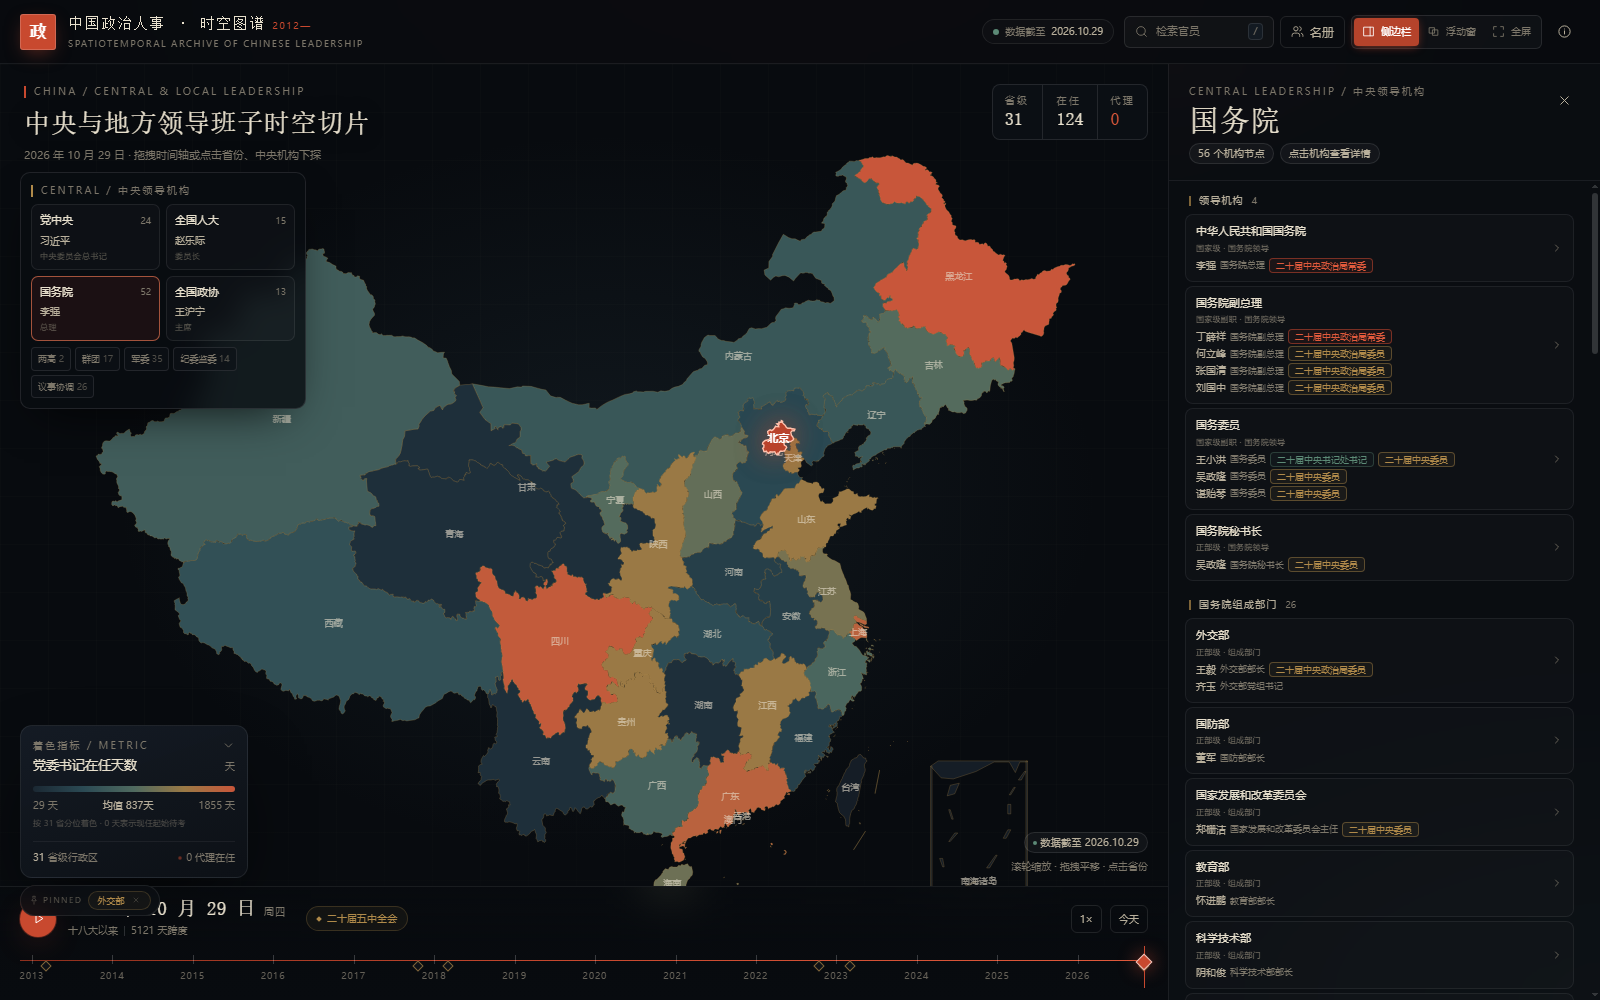 政
中国政治人事 · 时空图谱 2012—
SPATIOTEMPORAL ARCHIVE OF CHINESE LEADERSHIP
数据截至 2026.10.29
检索官员 /
名册
侧边栏
浮动窗
全屏
CHINA / CENTRAL & LOCAL LEADERSHIP
中央与地方领导班子时空切片
2026 年 10 月 29 日 · 拖拽时间轴或点击省份、中央机构下探
省级 31
在任 124
代理 0
CENTRAL / 中央领导机构
党中央 24
习近平
中央委员会总书记
全国人大 15
赵乐际
委员长
国务院 52
李强
总理
全国政协 13
王沪宁
主席
两高 2
群团 17
军委 35
纪委监委 14
议事协调 26
黑龙江
内蒙古
吉林
辽宁
新疆
北京
天津
甘肃
宁夏
山西
山东
青海
陕西
河南
江苏
安徽
西藏
四川
湖北
上海
重庆
浙江
湖南
江西
贵州
福建
云南
广西
广东
台湾
香港
海南
南海诸岛
着色指标 / METRIC
党委书记在任天数 天
29 天 均值 837天 1855 天
按 31 省分位着色 · 0 天表示现任起始待考
31 省级行政区
0 代理在任
数据截至 2026.10.29
滚轮缩放 · 拖拽平移 · 点击省份
PINNED 外交部 ×
0 月 29 日 周四
十八大以来 | 5121 天跨度
二十届五中全会
1×
今天
2013 2014 2015 2016 2017 2018 2019 2020 2021 2022 2023 2024 2025 2026
CENTRAL LEADERSHIP / 中央领导机构
国务院
56 个机构节点
点击机构查看详情
领导机构 4
中华人民共和国国务院
国家级 · 国务院领导
李强 国务院总理 二十届中央政治局常委
国务院副总理
国家级副职 · 国务院领导
丁薛祥 国务院副总理 二十届中央政治局常委
何立峰 国务院副总理 二十届中央政治局委员
张国清 国务院副总理 二十届中央政治局委员
刘国中 国务院副总理 二十届中央政治局委员
国务委员
国家级副职 · 国务院领导
王小洪 国务委员 二十届中央书记处书记 二十届中央委员
吴政隆 国务委员 二十届中央委员
谌贻琴 国务委员 二十届中央委员
国务院秘书长
正部级 · 国务院领导
吴政隆 国务院秘书长 二十届中央委员
国务院组成部门 26
外交部
正部级 · 组成部门
王毅 外交部部长 二十届中央政治局委员
齐玉 外交部党组书记
国防部
正部级 · 组成部门
董军 国防部部长
国家发展和改革委员会
正部级 · 组成部门
郑栅洁 国家发展和改革委员会主任 二十届中央委员
教育部
正部级 · 组成部门
怀进鹏 教育部部长
科学技术部
正部级 · 组成部门
阴和俊 科学技术部部长